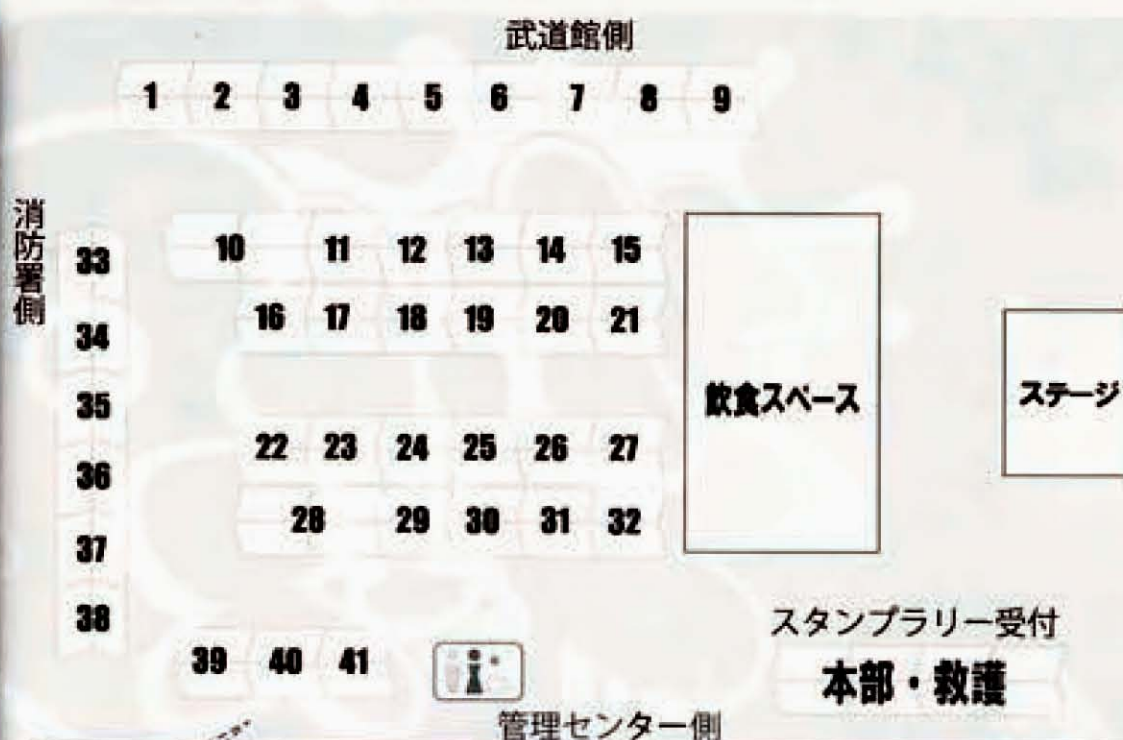 武道館側
1 2 3 4 5 6 7 8 9
消防署側
10 11 12 13 14 15
16 17 18 19 20 21
22 23 24 25 26 27
28 29 30 31 32
33
34
35
36
37
38
39 40 41
飲食スペース
ステージ
スタンプラリー受付
本部・救護
管理センター側